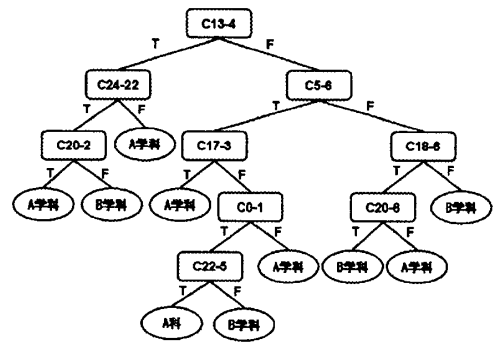 C13-4
T F
C24-22 C5-6
T F T F
C20-2 A学科 C17-3 C18-6
T F T F T F
A学科 B学科 A学科 C0-1 C20-6 B学科
T F T F
C22-5 A学科 B学科 A学科
T F
A科 B学科